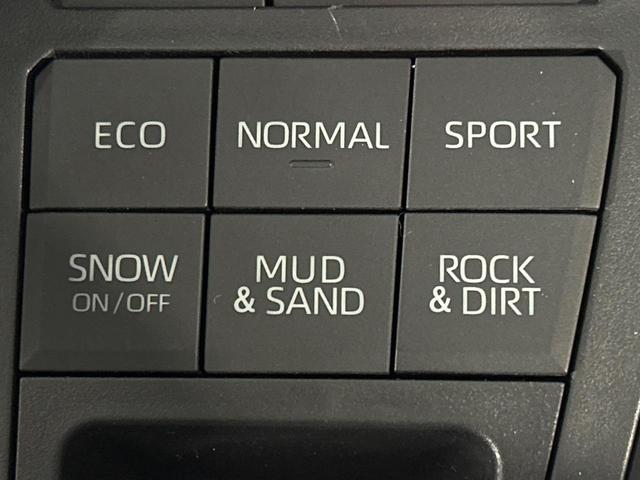 ECO
NORMAL
SPORT
SNOW
ON/OFF
MUD
& SAND
ROCK
& DIRT